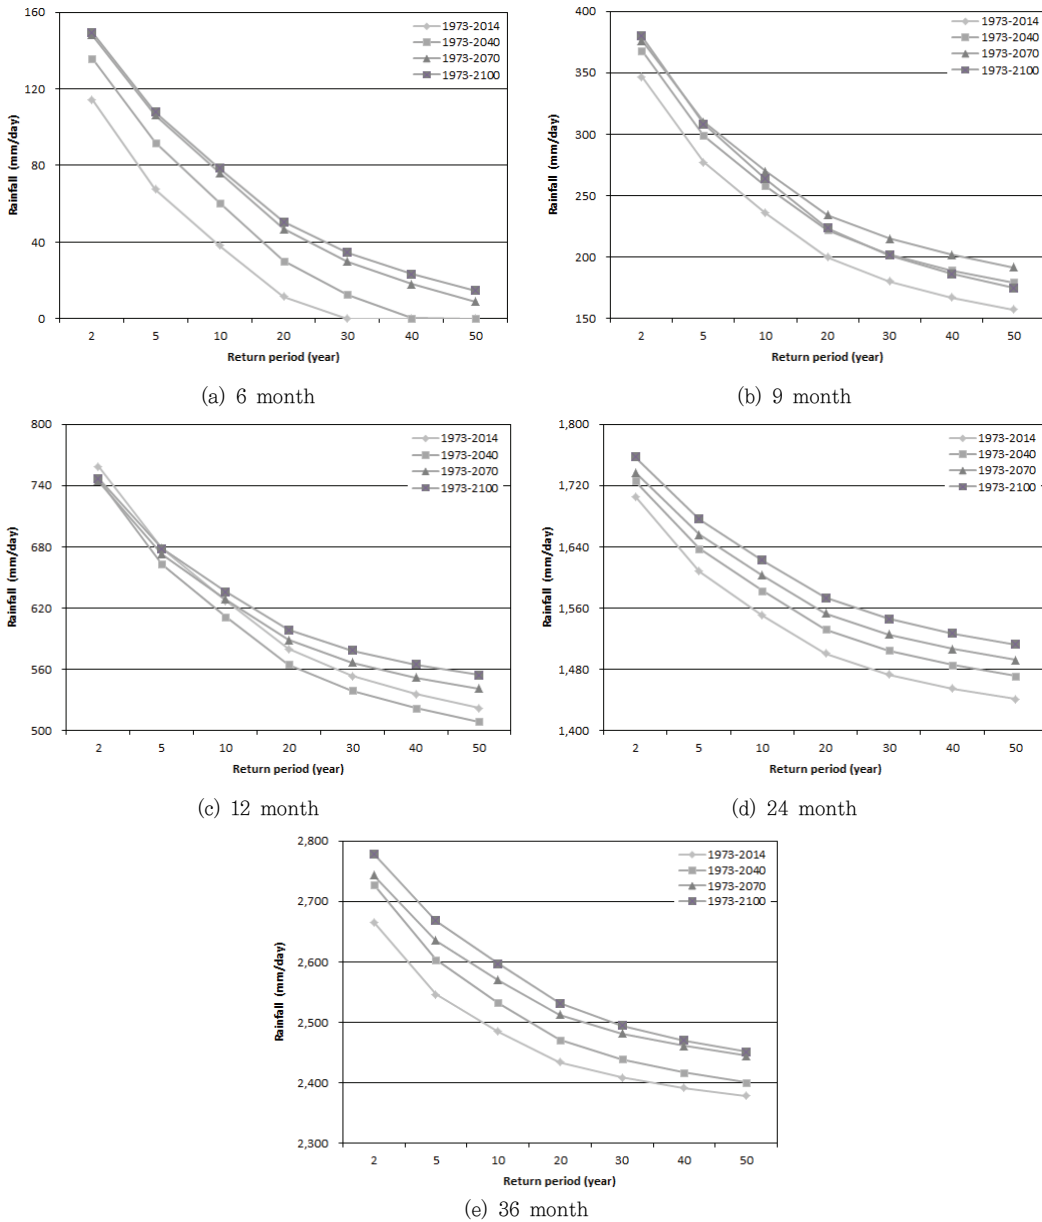 160
120
80
40
0
Rainfall (mm/day)
1973-2014
1973-2040
1973-2070
1973-2100
2 5 10 20 30 40 50
Return period (year)
(a) 6 month
400
350
300
250
200
150
Rainfall (mm/day)
1973-2014
1973-2040
1973-2070
1973-2100
2 5 10 20 30 40 50
Return period (year)
(b) 9 month
800
740
680
620
560
500
Rainfall (mm/day)
1973-2014
1973-2040
1973-2070
1973-2100
2 5 10 20 30 40 50
Return period (year)
(c) 12 month
1,800
1,720
1,640
1,560
1,480
1,400
Rainfall (mm/day)
1973-2014
1973-2040
1973-2070
1973-2100
2 5 10 20 30 40 50
Return period (year)
(d) 24 month
2,800
2,700
2,600
2,500
2,400
2,300
Rainfall (mm/day)
1973-2014
1973-2040
1973-2070
1973-2100
2 5 10 20 30 40 50
Return period (year)
(e) 36 month